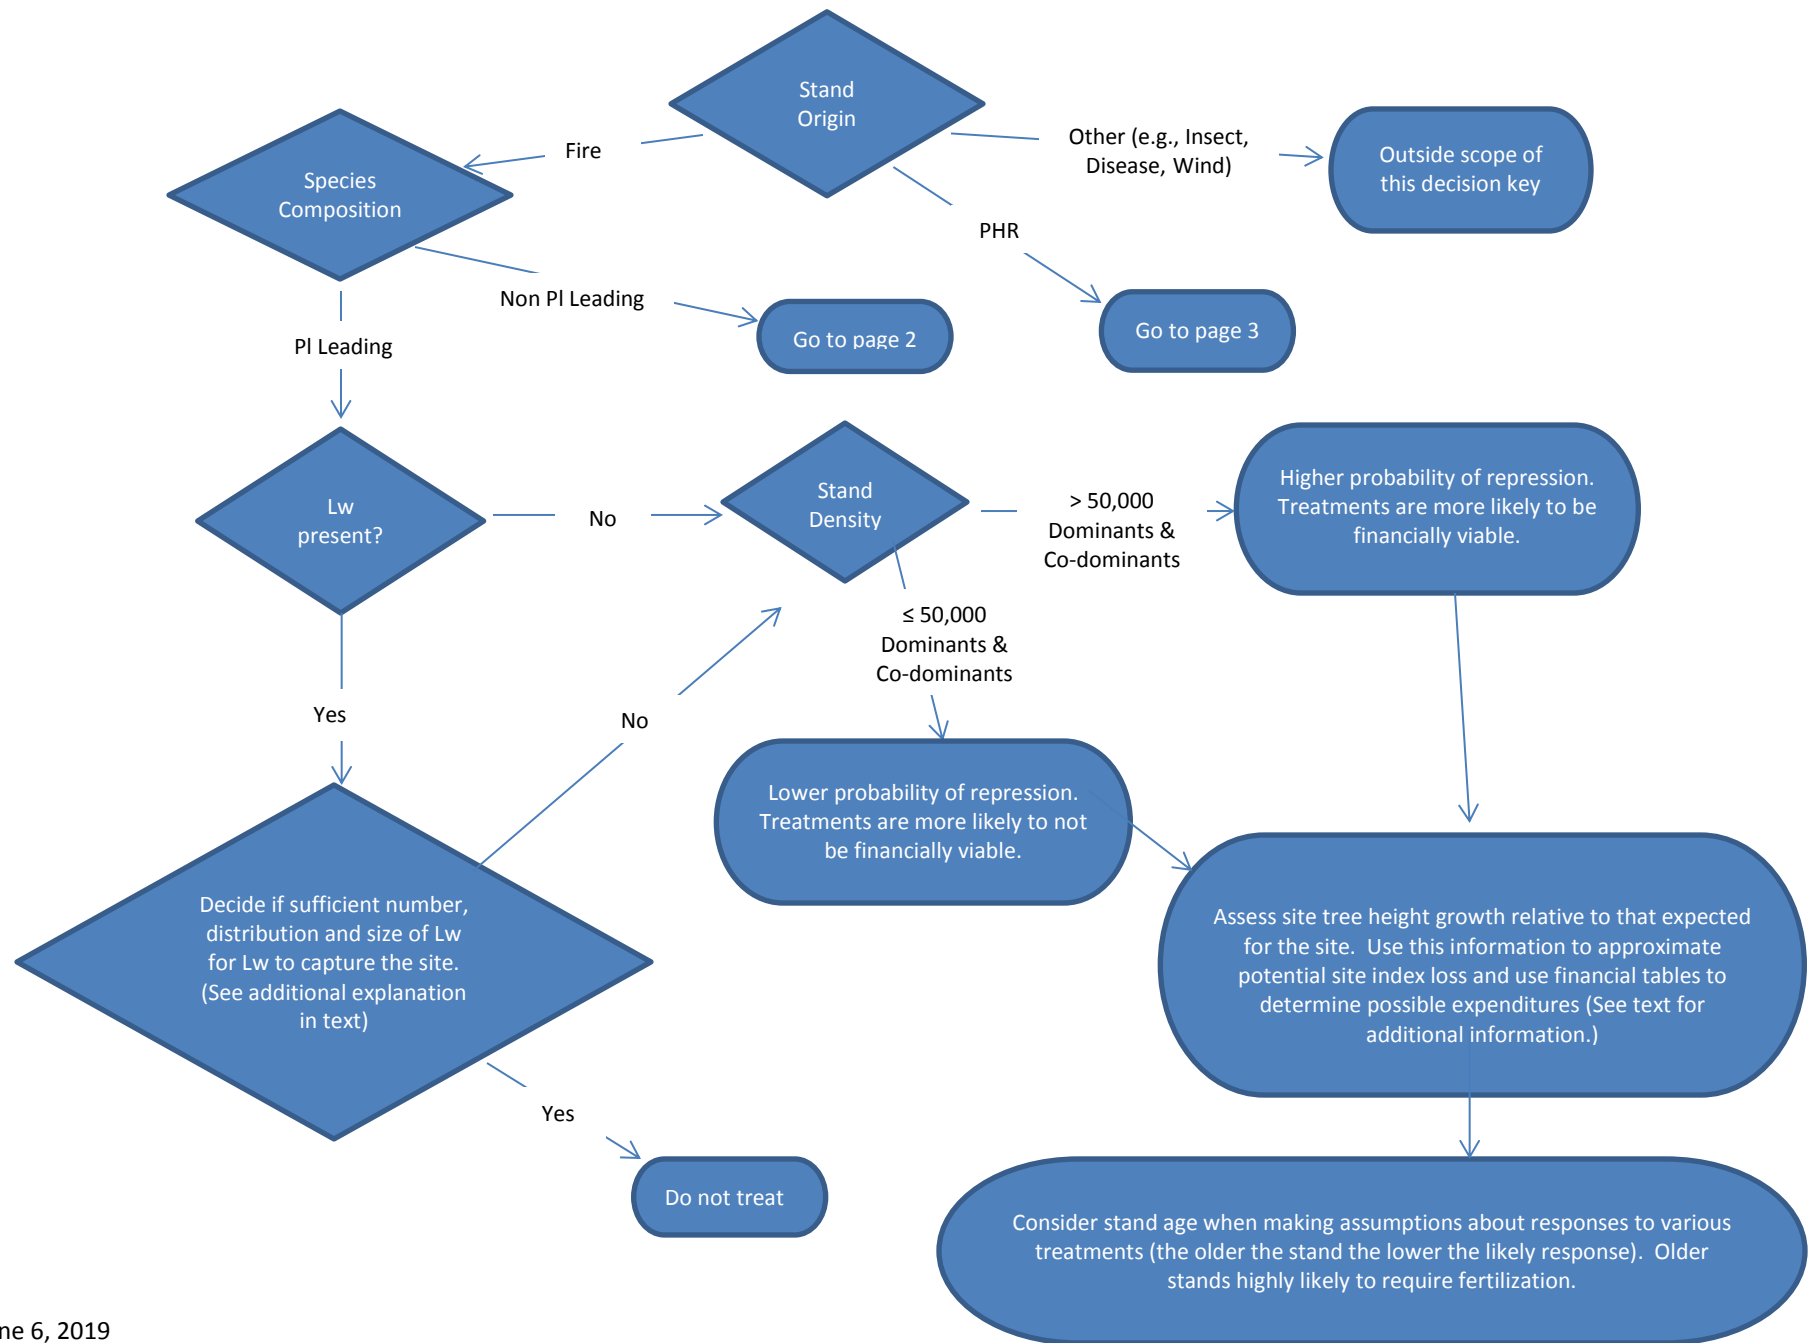 Stand
Origin
Fire
Other (e.g., Insect,
Disease, Wind)
Outside scope of
this decision key
Species
Composition
PHR
Non Pl Leading
Go to page 2
Go to page 3
Pl Leading
Lw
present?
No
Stand
Density
> 50,000
Dominants &
Co-dominants
Higher probability of repression.
Treatments are more likely to be
financially viable.
≤ 50,000
Dominants &
Co-dominants
Yes
No
Lower probability of repression.
Treatments are more likely to not
be financially viable.
Decide if sufficient number,
distribution and size of Lw
for Lw to capture the site.
(See additional explanation
in text)
Assess site tree height growth relative to that expected
for the site. Use this information to approximate
potential site index loss and use financial tables to
determine possible expenditures (See text for
additional information.)
Yes
Do not treat
Consider stand age when making assumptions about responses to various
treatments (the older the stand the lower the likely response). Older
stands highly likely to require fertilization.
ne 6, 2019